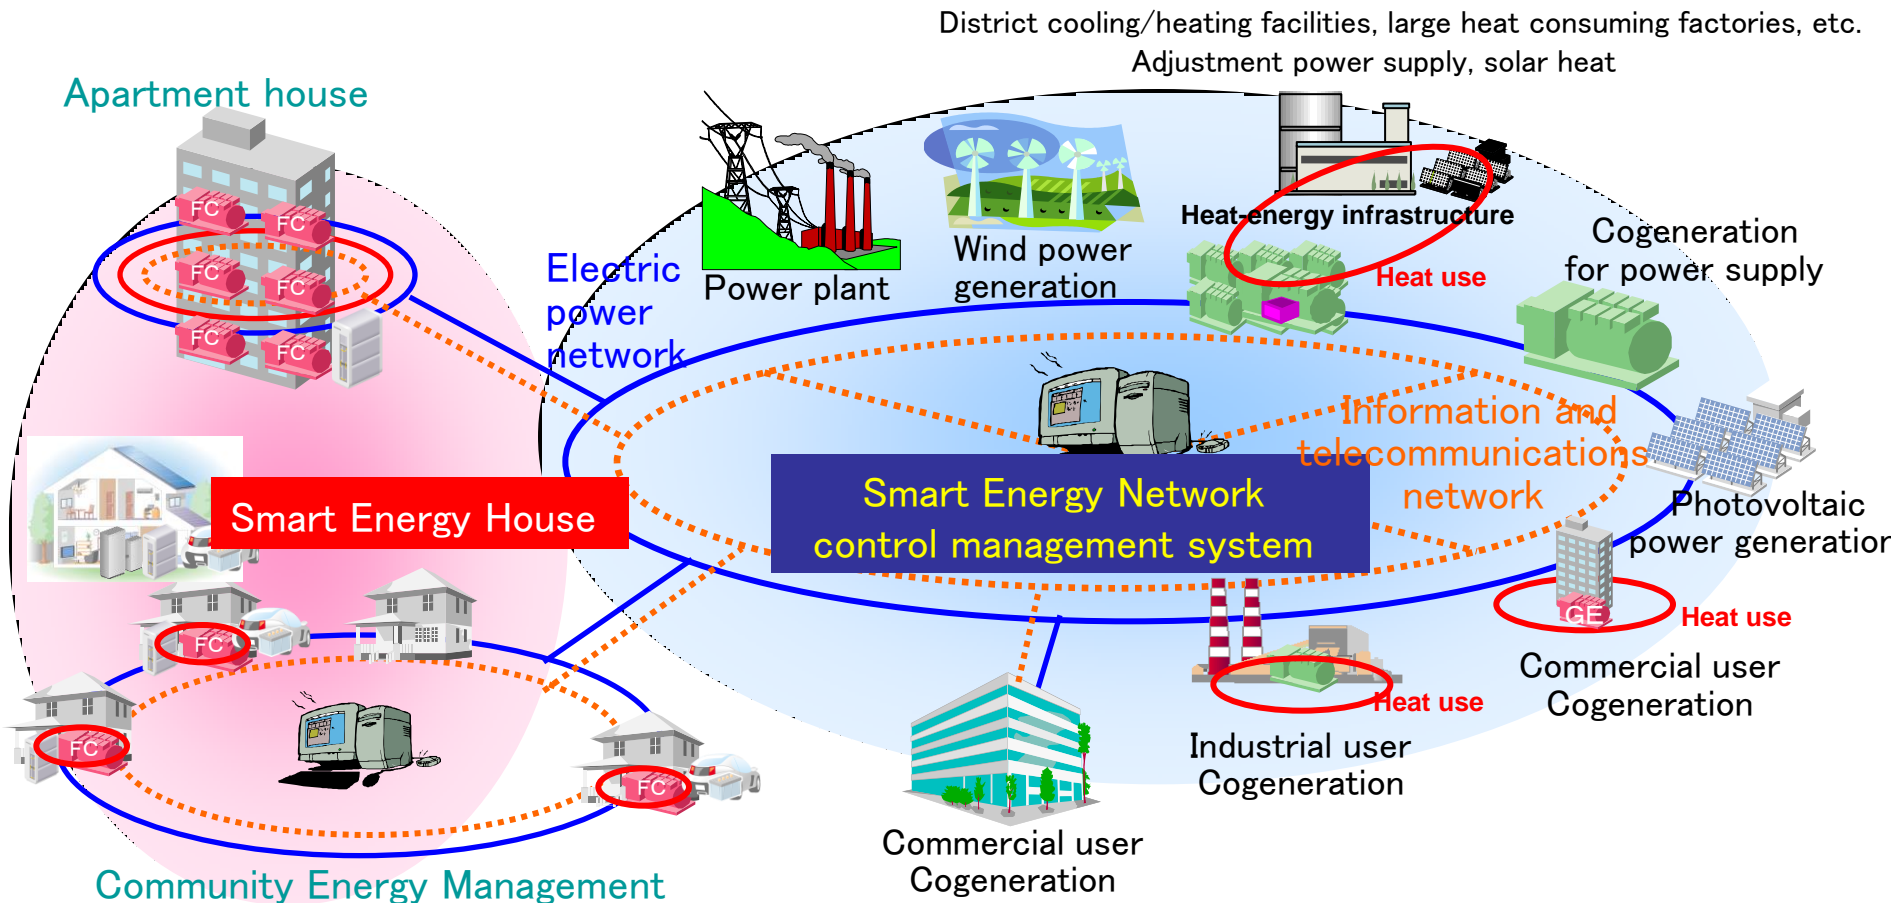 District cooling/heating facilities, large heat consuming factories, etc.
Adjustment power supply, solar heat
Apartment house
FC
FC
FC
FC
FC
FC
Electric
power
network
Power plant
Wind power
generation
Heat-energy infrastructure
Heat use
Cogeneration
for power supply
Information and
telecommunications
network
Smart Energy House
Smart Energy Network
control management system
Photovoltaic
power generation
GE
Heat use
Commercial user
Cogeneration
Heat use
Industrial user
Cogeneration
Commercial user
Cogeneration
FC
FC
FC
Community Energy Management